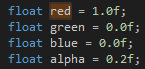 float red = 1.0f;
float green = 0.0f;
float blue = 0.0f;
float alpha = 0.2f;